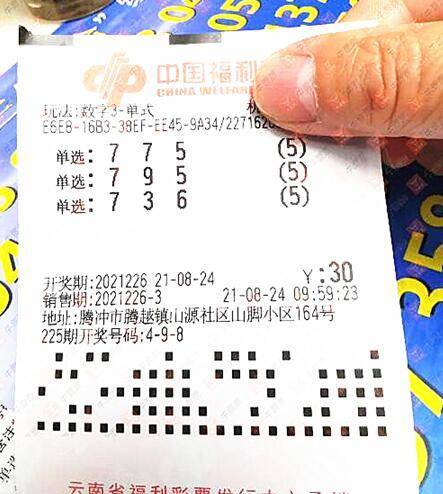 中国福利
CHINA WELFARE
玩法:数字3-单式
E6E8-16B3-38EF-EE45-9A34/2271626
单选: 7 7 5 (5)
单选: 7 9 5 (5)
单选: 7 3 6 (5)
开奖期:2021226 21-08-24 ¥:30
销售期:2021226-3 21-08-24 09:59:23
地址:腾冲市腾越镇山源社区山脚小区164号
225期开奖号码:4-9-8
云南省福利彩票发行中心承销